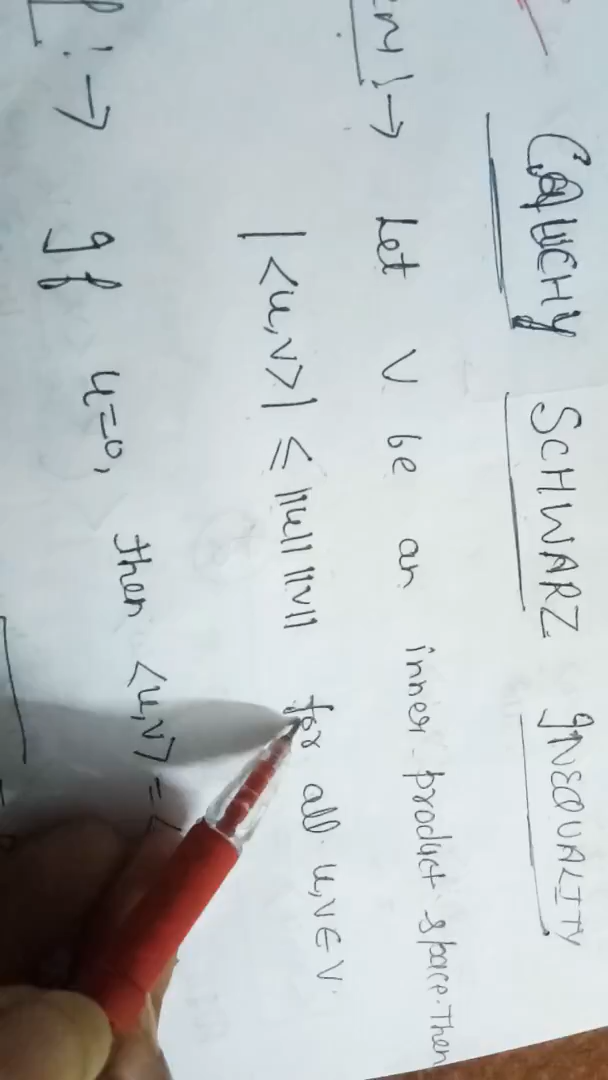 CAUCHY SCHWARZ INEQUALITY
Let V be an inner product space. Then
|<u,v>| ≤ ||u|| ||v|| for all u,v ∈ V.
If u=0, then <u,v> =